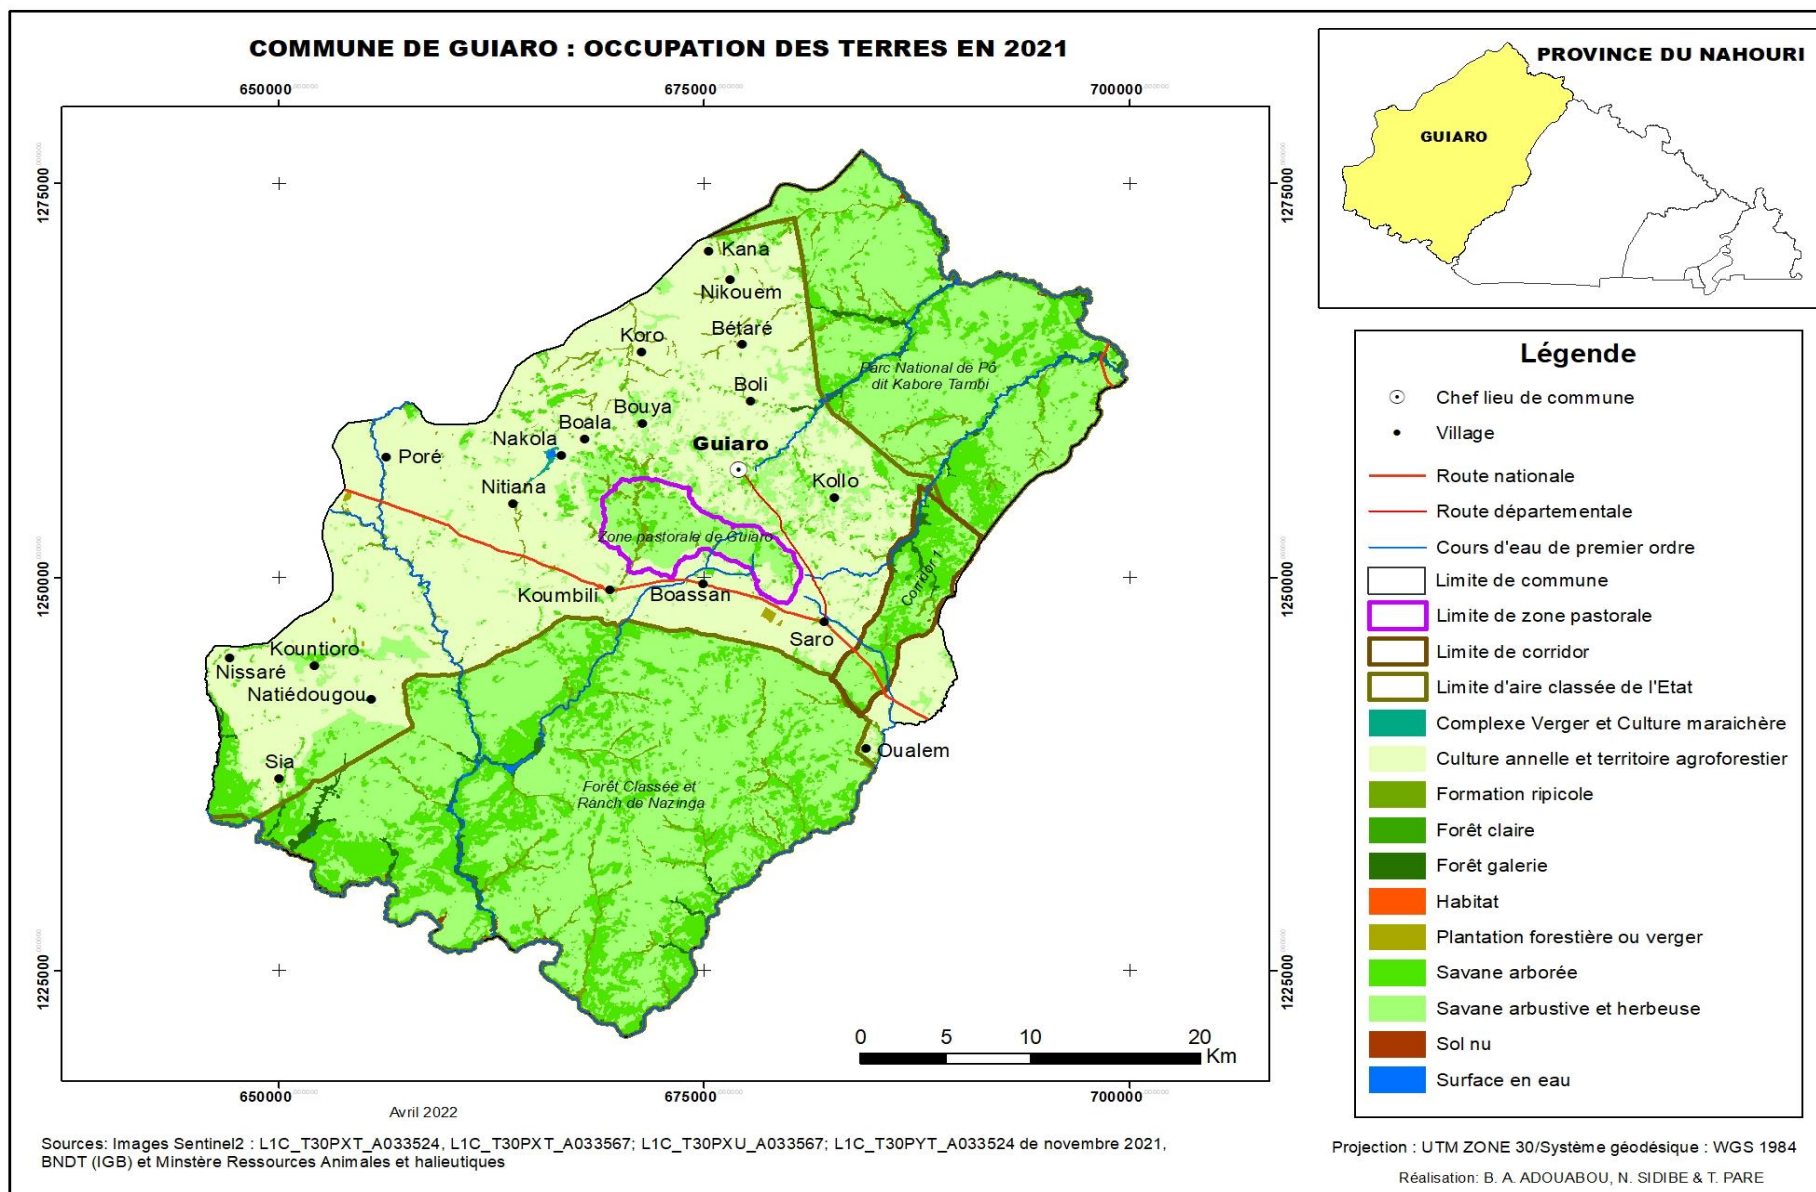 COMMUNE DE GUIARO : OCCUPATION DES TERRES EN 2021
650000
675000
700000
1275000
1275000
Kana
Nikouem
Bétaré
Koro
Parc National de Pô
dit Kabore Tambi
Boli
Bouya
Boala
Nakola
Guiaro
Poré
Kollo
Nitiana
Zone pastorale de Guiaro
1250000
1250000
Koumbili
Boassan
Corridor 1
Saro
Kountioro
Nissaré
Natiédougou
Oualem
Sia
Forêt Classée et
Ranch de Nazinga
1225000
1225000
0 5 10 20
Km
650000
675000
700000
Avril 2022
Sources: Images Sentinel2 : L1C_T30PXT_A033524, L1C_T30PXT_A033567; L1C_T30PXU_A033567; L1C_T30PYT_A033524 de novembre 2021,
BNDT (IGB) et Minstère Ressources Animales et halieutiques
PROVINCE DU NAHOURI
GUIARO
Légende
Chef lieu de commune
Village
Route nationale
Route départementale
Cours d'eau de premier ordre
Limite de commune
Limite de zone pastorale
Limite de corridor
Limite d'aire classée de l'Etat
Complexe Verger et Culture maraichère
Culture annelle et territoire agroforestier
Formation ripicole
Forêt claire
Forêt galerie
Habitat
Plantation forestière ou verger
Savane arborée
Savane arbustive et herbeuse
Sol nu
Surface en eau
Projection : UTM ZONE 30/Système géodésique : WGS 1984
Réalisation: B. A. ADOUABOU, N. SIDIBE & T. PARE